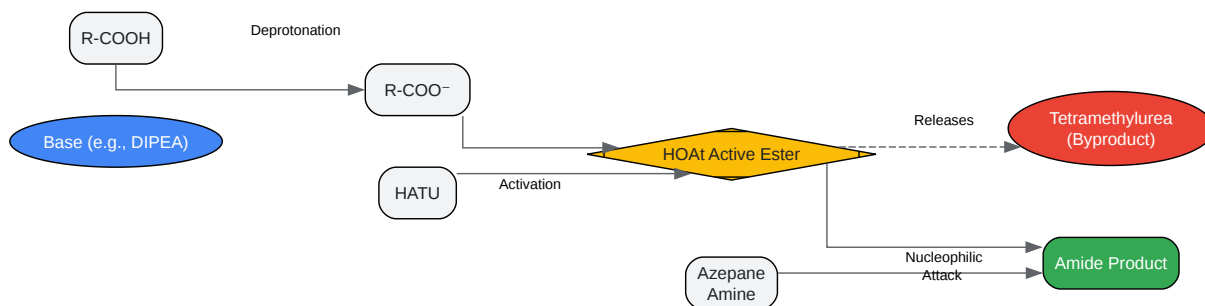 R-COOH
Deprotonation
R-COO⁻
Base (e.g., DIPEA)
HATU
Activation
HOAt Active Ester
Releases
Tetramethylurea
(Byproduct)
Azepane
Amine
Nucleophilic
Attack
Amide Product